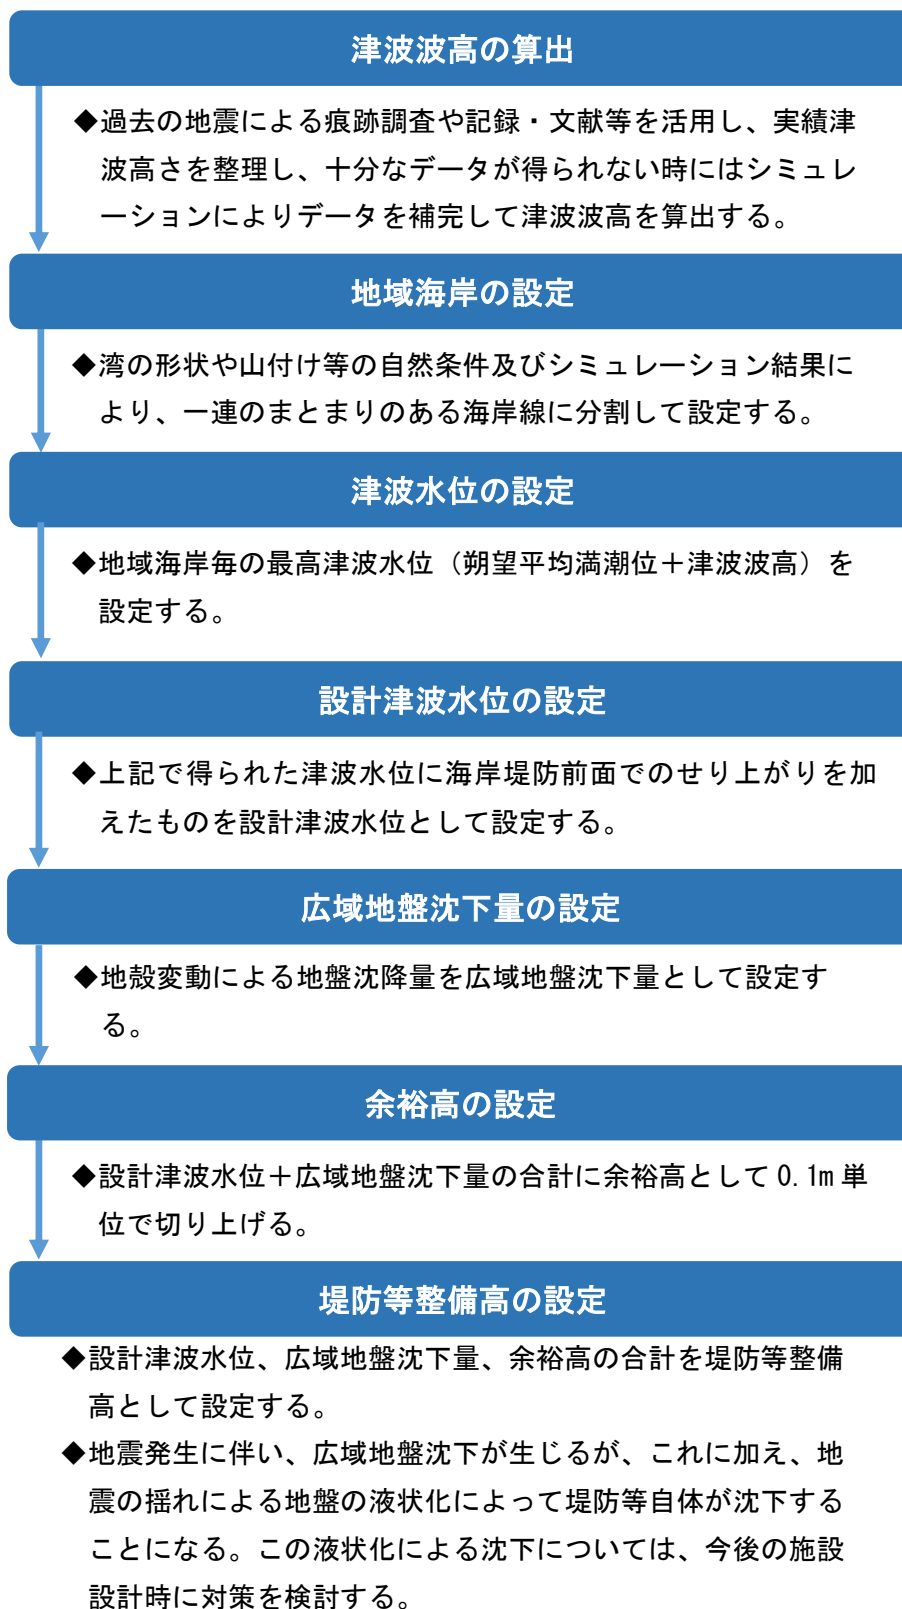 津波波高の算出
◆過去の地震による痕跡調査や記録・文献等を活用し、実績津
波高さを整理し、十分なデータが得られない時にはシミュレ
ーションによりデータを補完して津波波高を算出する。
地域海岸の設定
◆湾の形状や山付け等の自然条件及びシミュレーション結果に
より、一連のまとまりのある海岸線に分割して設定する。
津波水位の設定
◆地域海岸毎の最高津波水位（朔望平均満潮位＋津波波高）を
設定する。
設計津波水位の設定
◆上記で得られた津波水位に海岸堤防前面でのせり上がりを加
えたものを設計津波水位として設定する。
広域地盤沈下量の設定
◆地殻変動による地盤沈降量を広域地盤沈下量として設定す
る。
余裕高の設定
◆設計津波水位＋広域地盤沈下量の合計に余裕高として 0.1m 単
位で切り上げる。
堤防等整備高の設定
◆設計津波水位、広域地盤沈下量、余裕高の合計を堤防等整備
高として設定する。
◆地震発生に伴い、広域地盤沈下が生じるが、これに加え、地
震の揺れによる地盤の液状化によって堤防等自体が沈下する
ことになる。この液状化による沈下については、今後の施設
設計時に対策を検討する。